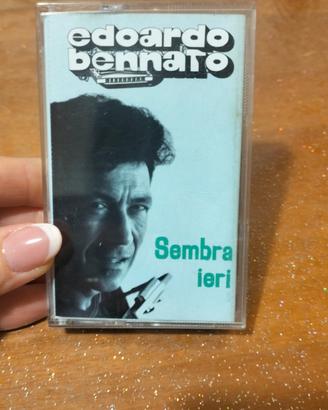 edoardo
bennato
Sembra
ieri